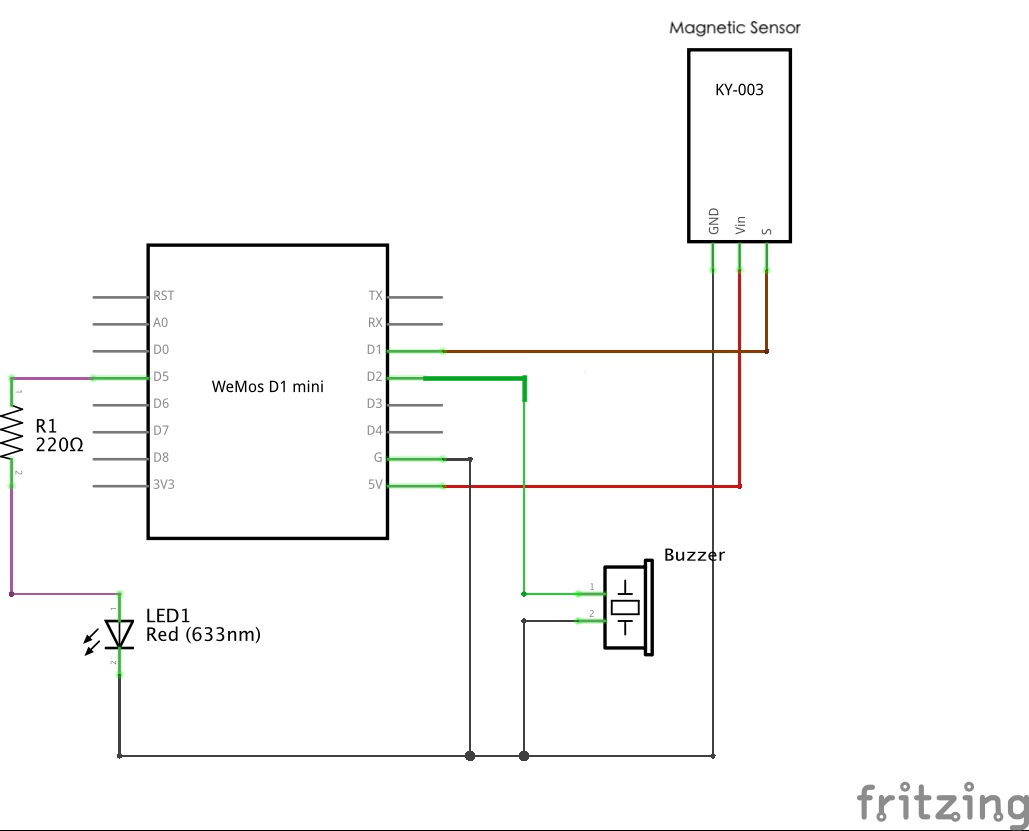 Magnetic Sensor
KY-003
GND
Vin
S
RST
A0
D0
D5
D6
D7
D8
3V3
WeMos D1 mini
TX
RX
D1
D2
D3
D4
G
5V
1
R1
220Ω
2
Buzzer
1
2
1
LED1
Red (633nm)
2
fritzing